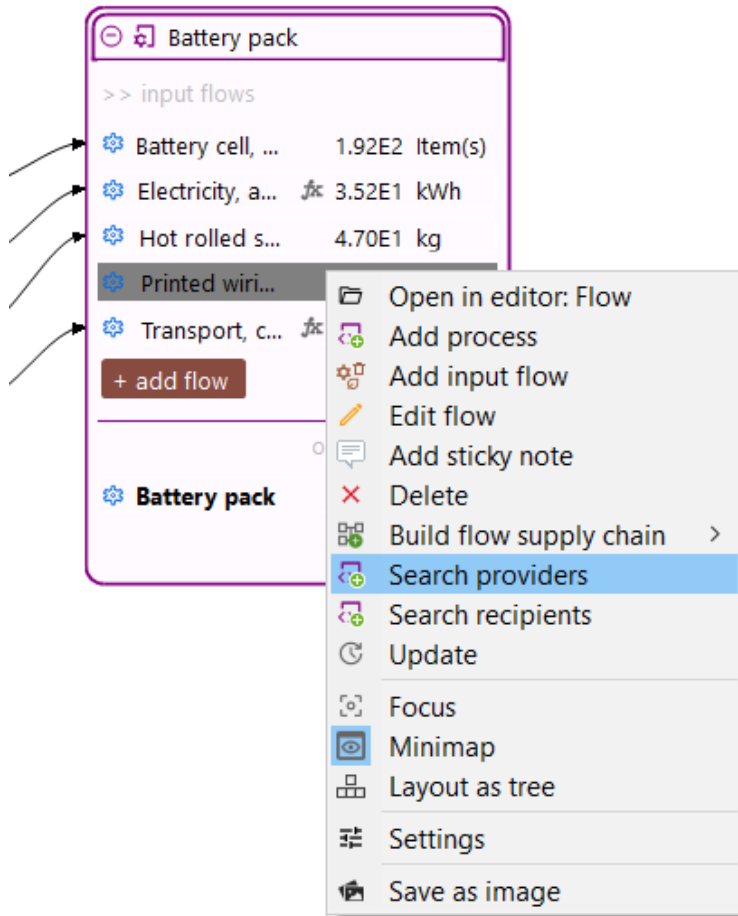 Battery pack
>> input flows
Battery cell, ... 1.92E2 Item(s)
Electricity, a... fx 3.52E1 kWh
Hot rolled s... 4.70E1 kg
Printed wiri...
Transport, c... fx
+ add flow
o
Battery pack
Open in editor: Flow
Add process
Add input flow
Edit flow
Add sticky note
Delete
Build flow supply chain >
Search providers
Search recipients
Update
Focus
Minimap
Layout as tree
Settings
Save as image